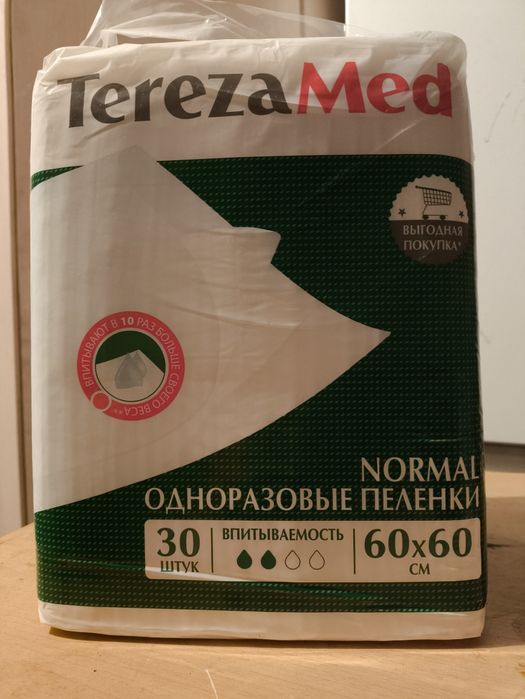 TerezaMed
ВЫГОДНАЯ
ПОКУПКА*
ВПИТЫВАЮТ В 10 РАЗ БОЛЬШЕ СВОЕГО ВЕСА**
NORMAL
ОДНОРАЗОВЫЕ ПЕЛЕНКИ
30
ШТУК
ВПИТЫВАЕМОСТЬ
60x60
СМ